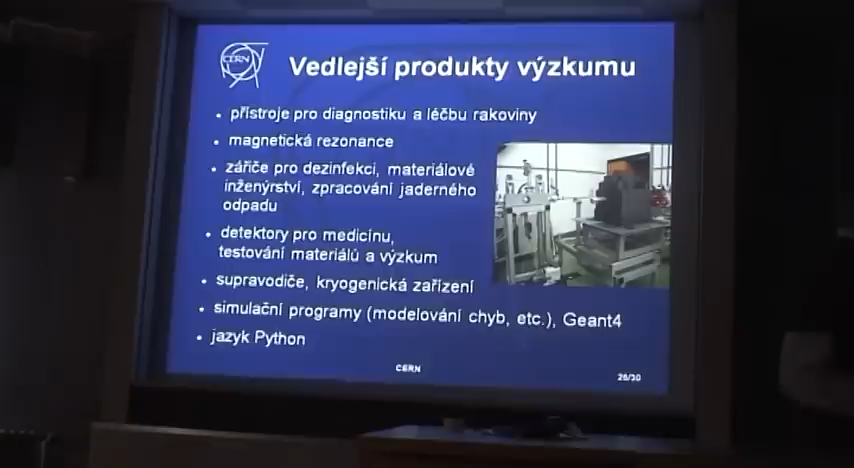 CERN
Vedlejší produkty výzkumu
• přístroje pro diagnostiku a léčbu rakoviny
• magnetická rezonance
• zářiče pro dezinfekci, materiálové
inženýrství, zpracování jaderného
odpadu
• detektory pro medicínu,
testování materiálů a výzkum
• supravodiče, kryogenická zařízení
• simulační programy (modelování chyb, etc.), Geant4
• jazyk Python
CERN
26/30